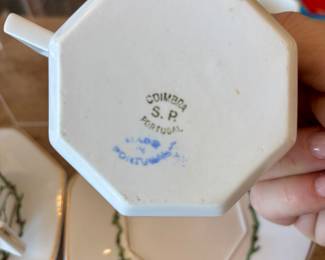 COIMBRA
S. P.
PORTUGAL
MADE
IN
PORTUGAL